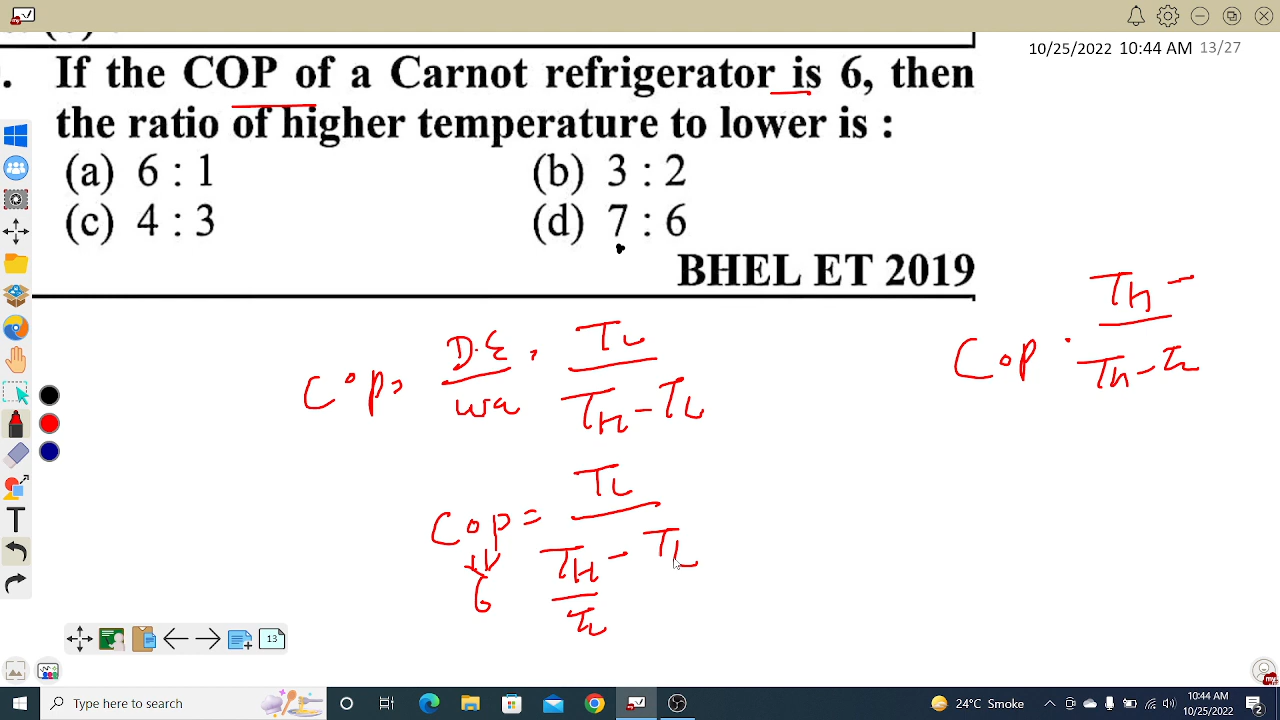 10/25/2022 10:44 AM 13/27
. If the COP of a Carnot refrigerator is 6, then
the ratio of higher temperature to lower is :
(a) 6 : 1 (b) 3 : 2
(c) 4 : 3 (d) 7 : 6
BHEL ET 2019
COP = D.E / = TL / TH - TL
COP = TH / TH - TL
COP = TL / TH - TL
6
TL
T
13
Type here to search
24°C Smoke
10:44 AM
10/25/2022
2